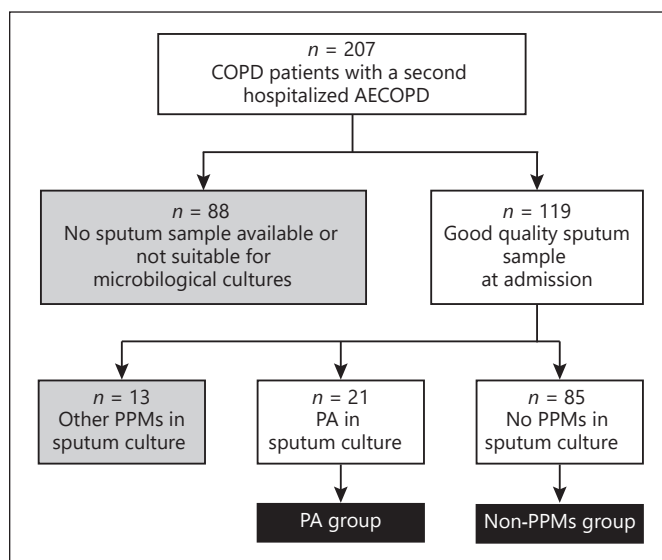 n = 207
COPD patients with a second
hospitalized AECOPD
n = 88
No sputum sample available or
not suitable for
microbilogical cultures
n = 119
Good quality sputum
sample
at admission
n = 13
Other PPMs in
sputum culture
n = 21
PA in
sputum culture
n = 85
No PPMs in
sputum culture
PA group
Non-PPMs group